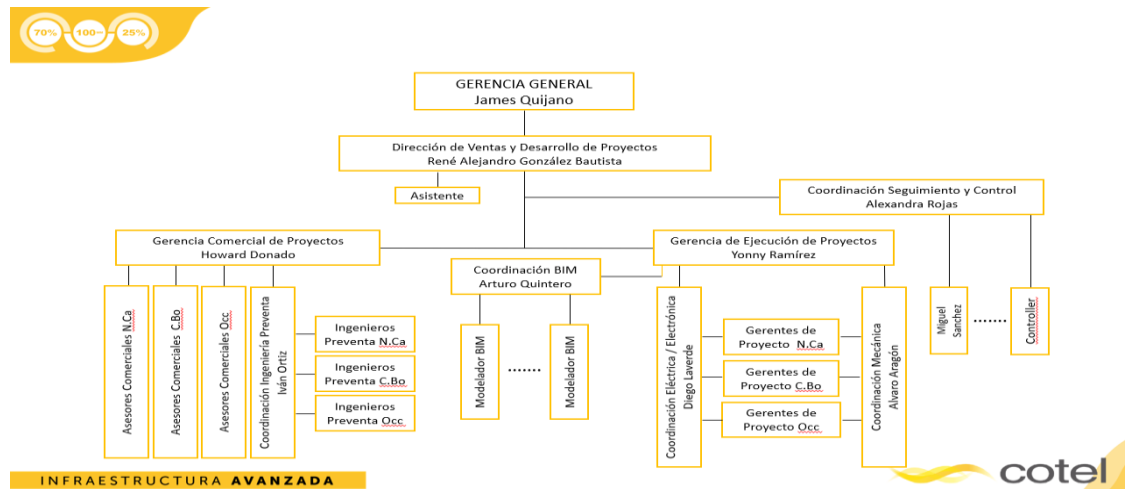 70% 100% 25%
GERENCIA GENERAL
James Quijano
Dirección de Ventas y Desarrollo de Proyectos
René Alejandro González Bautista
Asistente
Coordinación Seguimiento y Control
Alexandra Rojas
Gerencia Comercial de Proyectos
Howard Donado
Gerencia de Ejecución de Proyectos
Yonny Ramírez
Coordinación BIM
Arturo Quintero
Asesores Comerciales N.Ca
Asesores Comerciales C.Bo
Asesores Comerciales Occ
Coordinación Ingeniería Preventa
Iván Ortiz
Ingenieros
Preventa N.Ca
Ingenieros
Preventa C.Bo
Ingenieros
Preventa Occ
Modelador BIM
.......
Modelador BIM
Coordinación Eléctrica / Electrónica
Diego Laverde
Gerentes de
Proyecto N.Ca
Gerentes de
Proyecto C.Bo
Gerentes de
Proyecto Occ
Coordinación Mecánica
Alvaro Aragón
Miguel
Sanchez
.......
Controller
INFRAESTRUCTURA AVANZADA
cotel